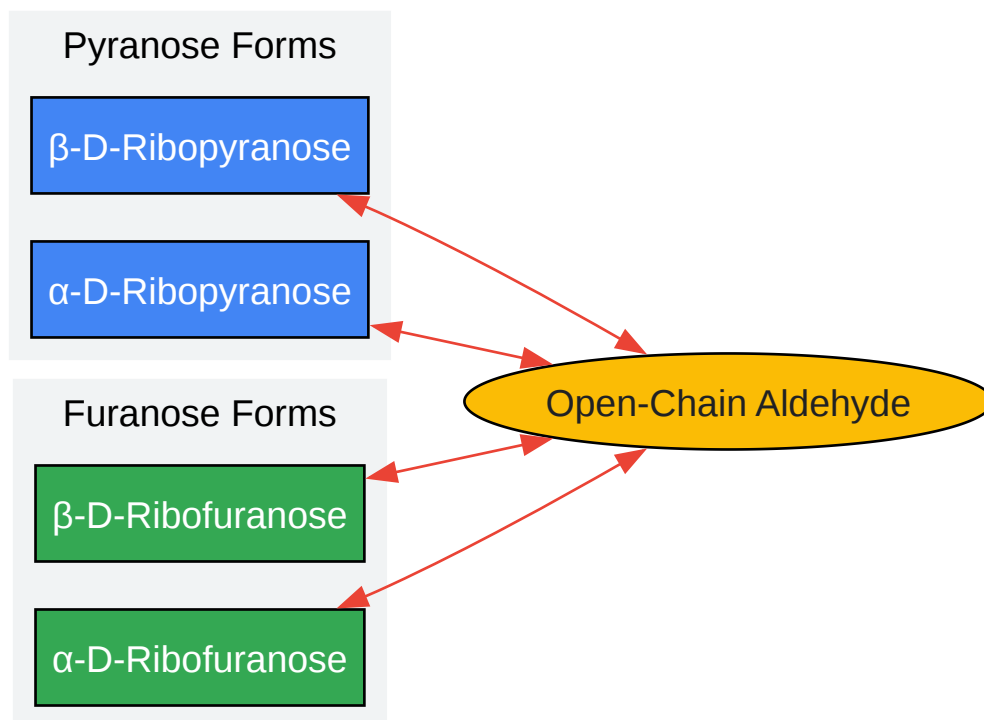 Pyranose Forms
β-D-Ribopyranose
α-D-Ribopyranose
Open-Chain Aldehyde
Furanose Forms
β-D-Ribofuranose
α-D-Ribofuranose